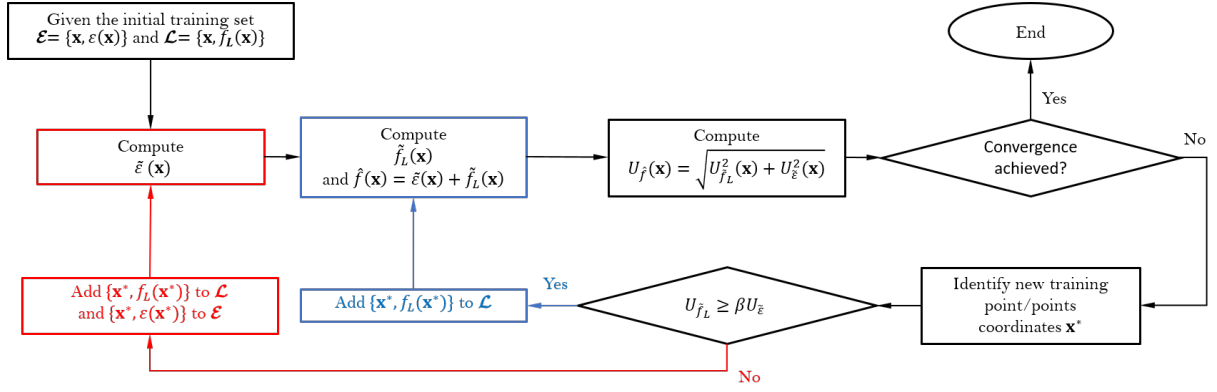 Given the initial training set
𝓔= {𝐱, 𝜀(𝐱)} and 𝓛= {𝐱, f_L(𝐱)}
Compute
ε̃ (𝐱)
Compute
f̃_L(𝐱)
and f̂(𝐱) = ε̃(𝐱) + f̃_L(𝐱)
Compute
U_f̂(𝐱) = √(U²_f̃_L(𝐱) + U²_ε̃(𝐱))
Convergence
achieved?
Yes
End
No
Identify new training
point/points
coordinates 𝐱*
U_f̃_L ≥ βU_ε̃
Yes
Add {𝐱*, f_L(𝐱*)} to 𝓛
No
Add {𝐱*, f_L(𝐱*)} to 𝓛
and {𝐱*, 𝜀(𝐱*)} to 𝓔